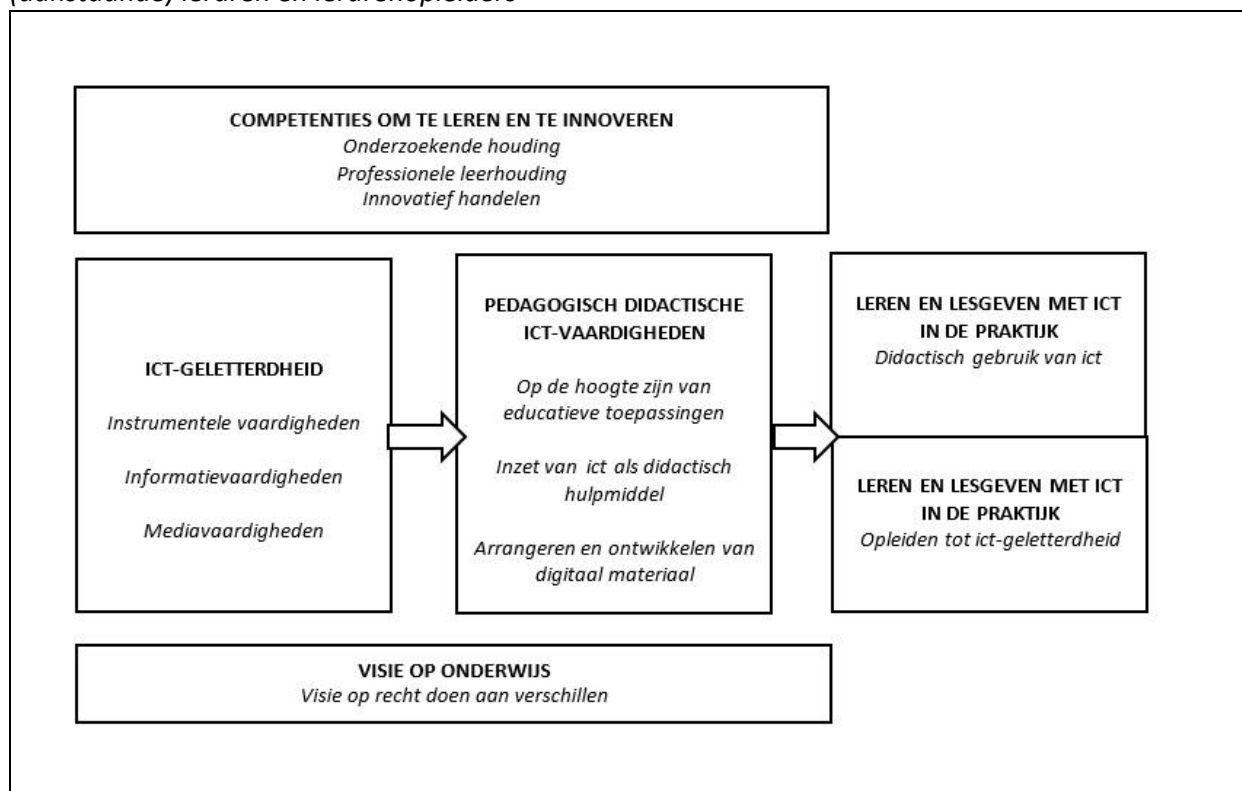 (aanstaande) leraren en lerarenopleiders
COMPETENTIES OM TE LEREN EN TE INNOVEREN
Onderzoekende houding
Professionele leerhouding
Innovatief handelen
ICT-GELETTERDHEID
Instrumentele vaardigheden
Informatievaardigheden
Mediavaardigheden
PEDAGOGISCH DIDACTISCHE
ICT-VAARDIGHEDEN
Op de hoogte zijn van
educatieve toepassingen
Inzet van ict als didactisch
hulpmiddel
Arrangeren en ontwikkelen van
digitaal materiaal
LEREN EN LESGEVEN MET ICT
IN DE PRAKTIJK
Didactisch gebruik van ict
LEREN EN LESGEVEN MET ICT
IN DE PRAKTIJK
Opleiden tot ict-geletterdheid
VISIE OP ONDERWIJS
Visie op recht doen aan verschillen